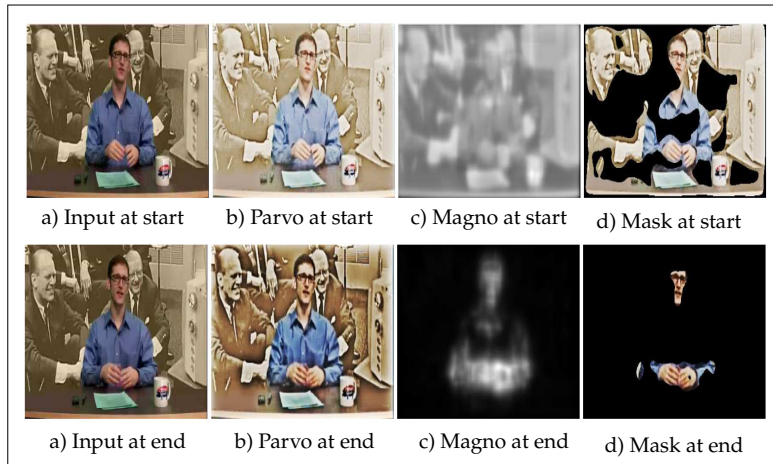 a) Input at start
b) Parvo at start
c) Magno at start
d) Mask at start
a) Input at end
b) Parvo at end
c) Magno at end
d) Mask at end